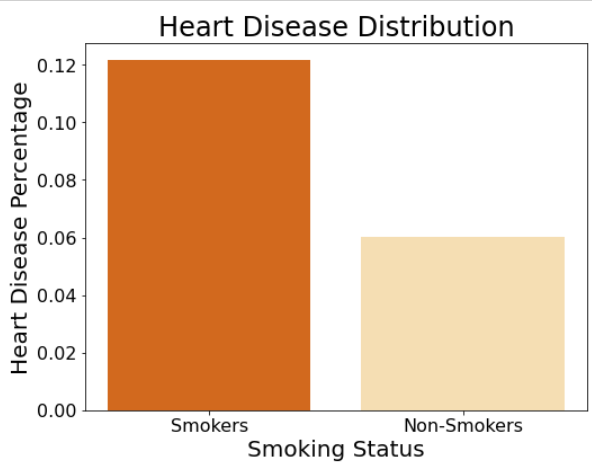 Heart Disease Distribution
Heart Disease Percentage
0.12
0.10
0.08
0.06
0.04
0.02
0.00
Smokers Non-Smokers
Smoking Status